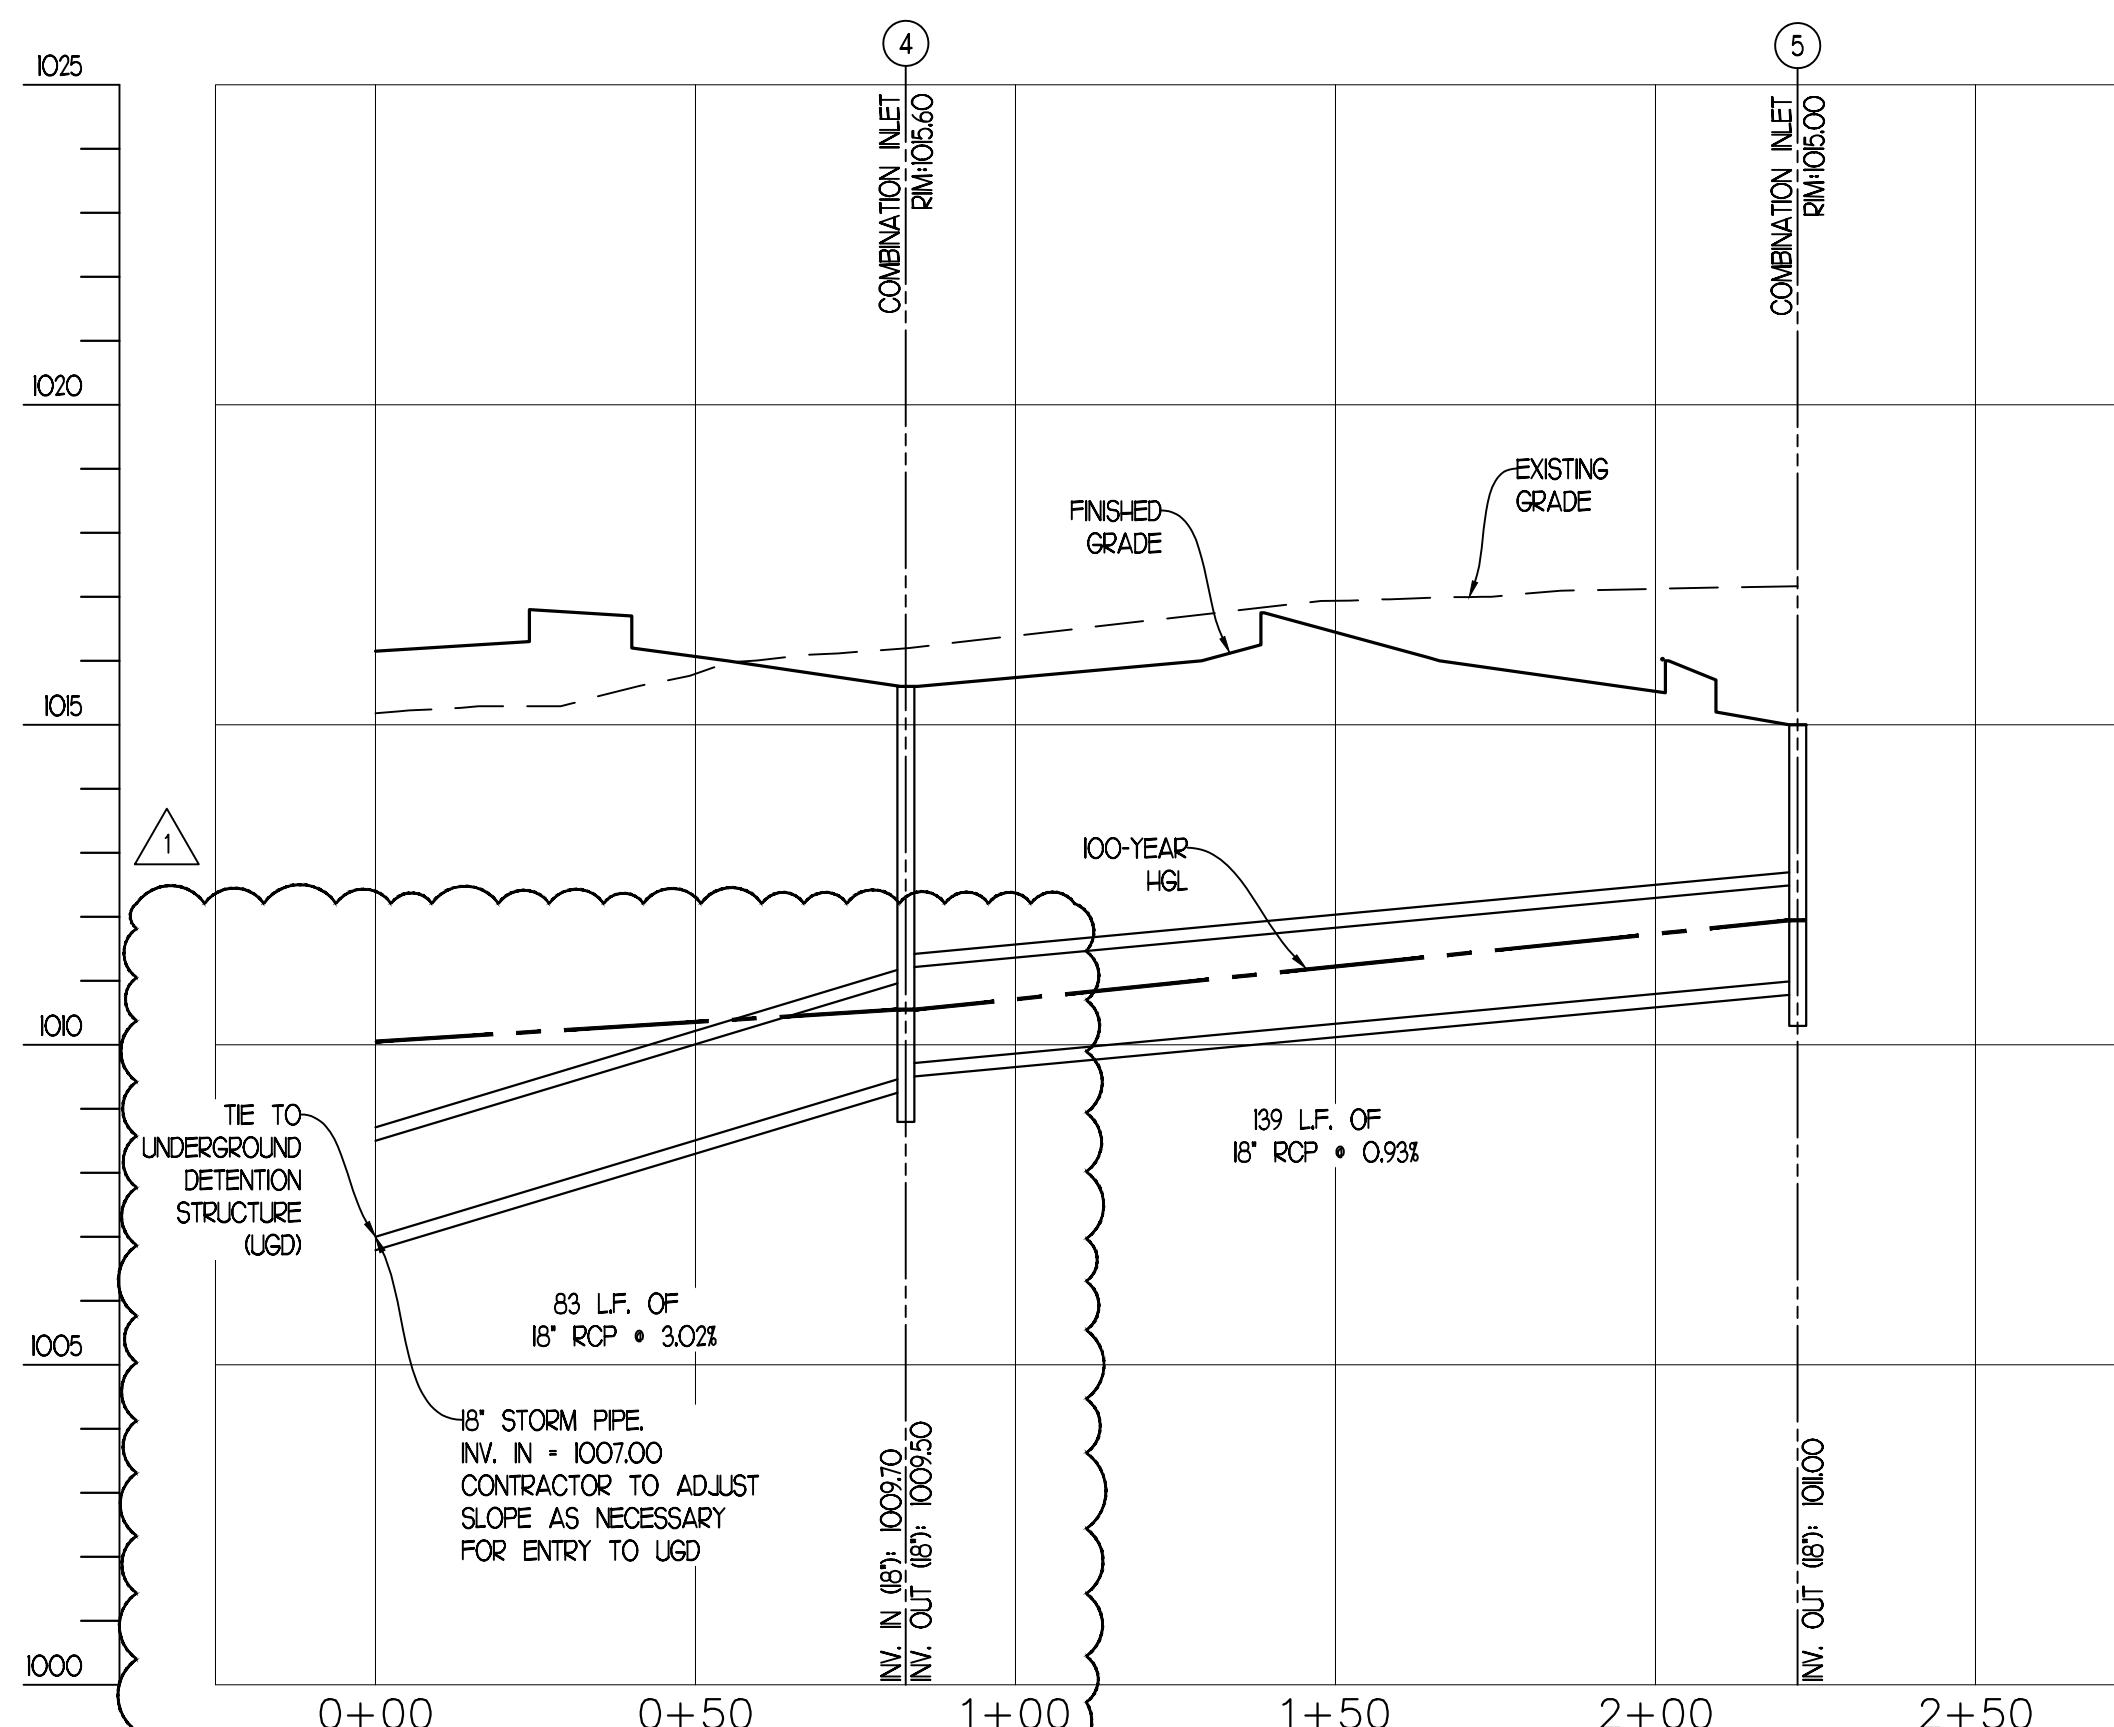 4
5
1025
COMBINATION INLET
RIM:1015.60
COMBINATION INLET
RIM:1015.00
1020
EXISTING
GRADE
FINISHED
GRADE
1015
1
100-YEAR
HGL
1010
TIE TO
UNDERGROUND
DETENTION
STRUCTURE
(UGD)
139 L.F. OF
18" RCP @ 0.93%
83 L.F. OF
18" RCP @ 3.02%
1005
18" STORM PIPE.
INV. IN = 1007.00
CONTRACTOR TO ADJUST
SLOPE AS NECESSARY
FOR ENTRY TO UGD
INV. IN (18"): 1009.70
INV. OUT (18"): 1009.50
INV. OUT (18"): 1011.00
1000
0+00 0+50 1+00 1+50 2+00 2+50